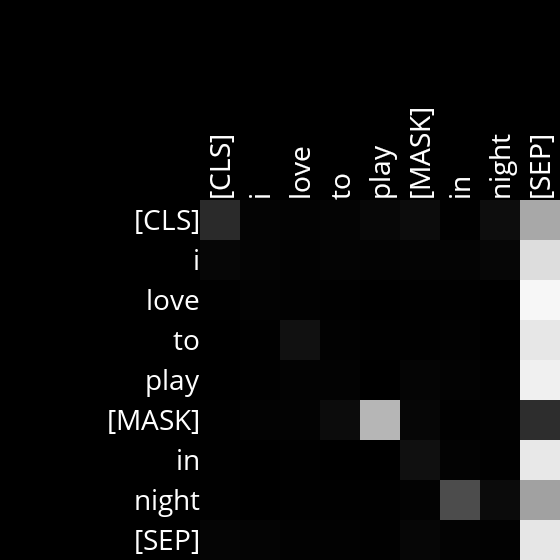 [CLS] i love to play [MASK] in night [SEP]
[CLS]
i
love
to
play
[MASK]
in
night
[SEP]